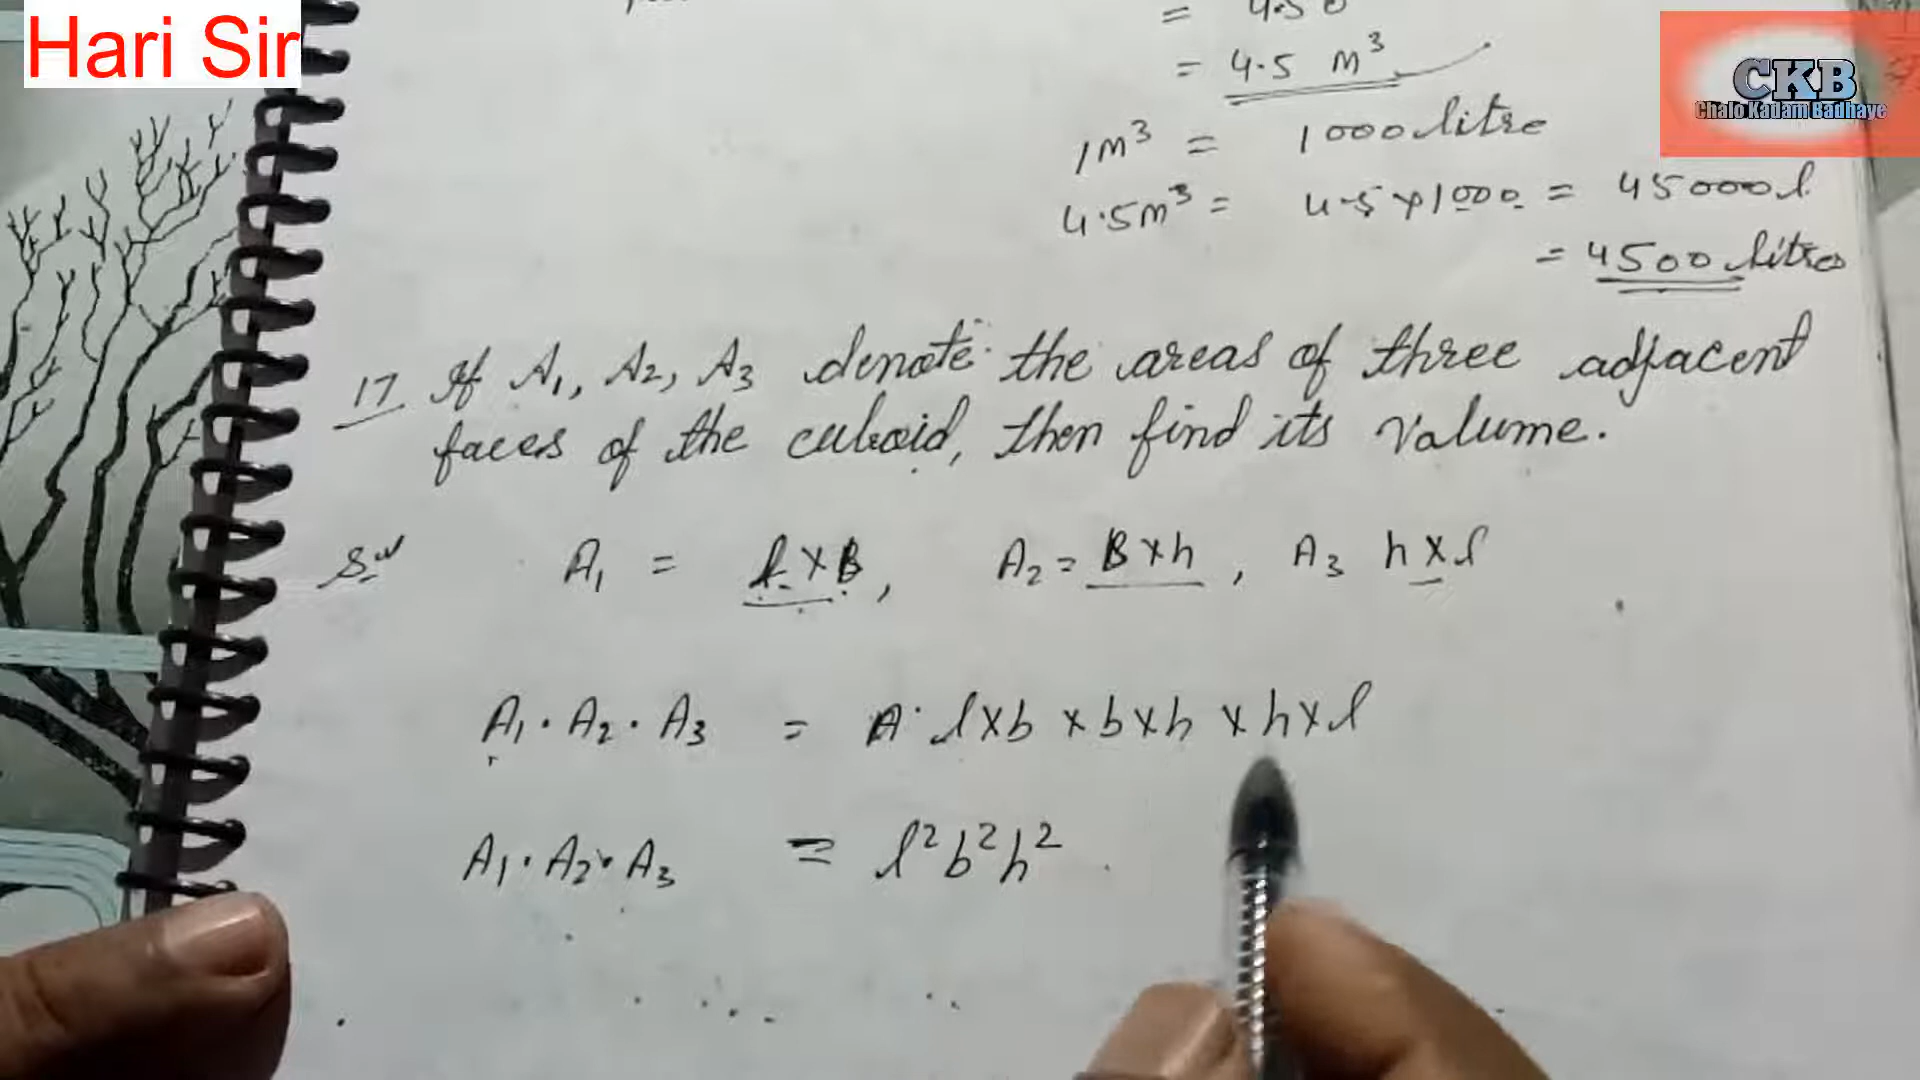 Hari Sir
CKB
Chalo Kadam Badhaye
= 4.50
= 4.5 m³
1m³ = 1000 litre
4.5m³ = 4.5 × 1000 = 45000 l
= 4500 litres
17 If A₁, A₂, A₃ denote the areas of three adjacent
faces of the cuboid, then find its volume.
Sol A₁ = l × B, A₂ = B × h, A₃ h × l
A₁ · A₂ · A₃ = A · l × b × b × h × h × l
A₁ · A₂ · A₃ = l²b²h²